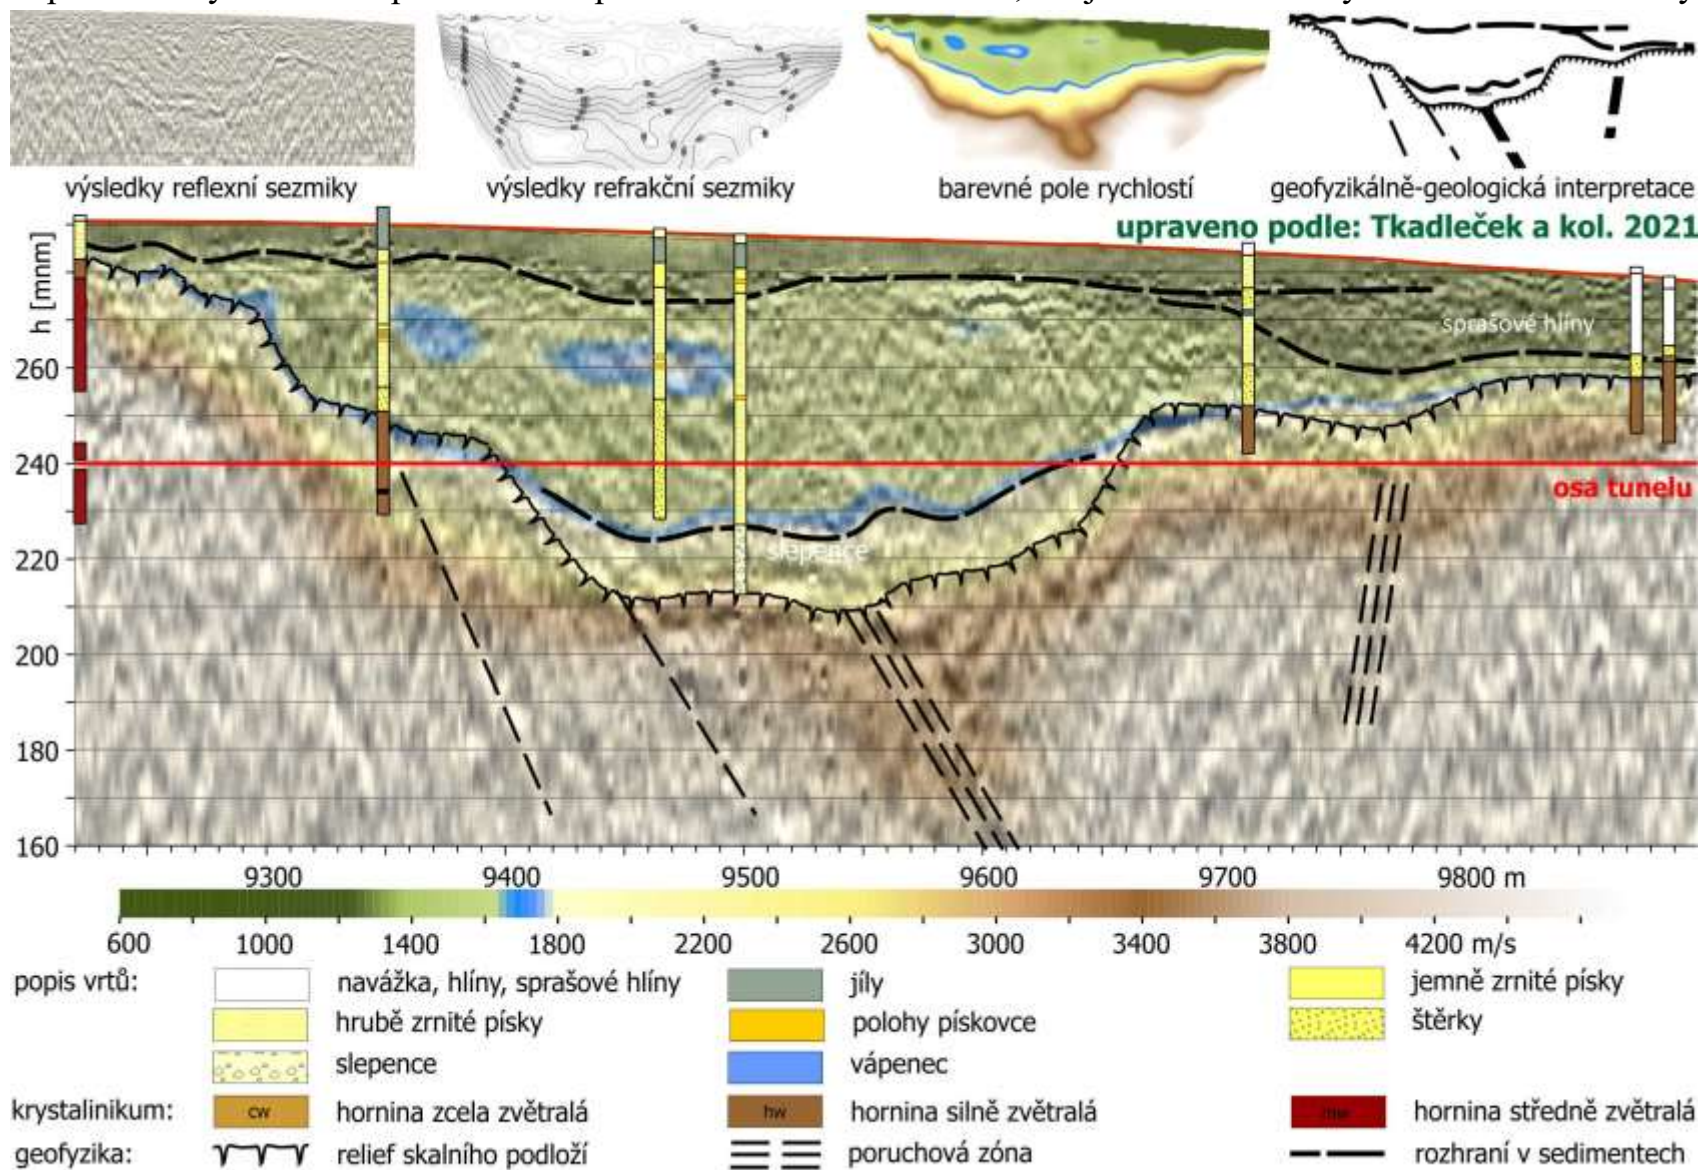 výsledky reflexní sezmiky
výsledky refrakční sezmiky
barevné pole rychlostí
geofyzikálně-geologická interpretace
upraveno podle: Tkadleček a kol. 2021
h [mnm]
sprašové hlíny
260
240
osa tunelu
220
slepence
200
180
160
9300 9400 9500 9600 9700 9800 m
600 1000 1400 1800 2200 2600 3000 3400 3800 4200 m/s
popis vrtů: navážka, hlíny, sprašové hlíny jíly jemně zrnité písky
hrubě zrnité písky polohy pískovce štěrky
slepence vápenec
krystalinikum: cw hornina zcela zvětralá hw hornina silně zvětralá mw hornina středně zvětralá
geofyzika: relief skalního podloží poruchová zóna rozhraní v sedimentech